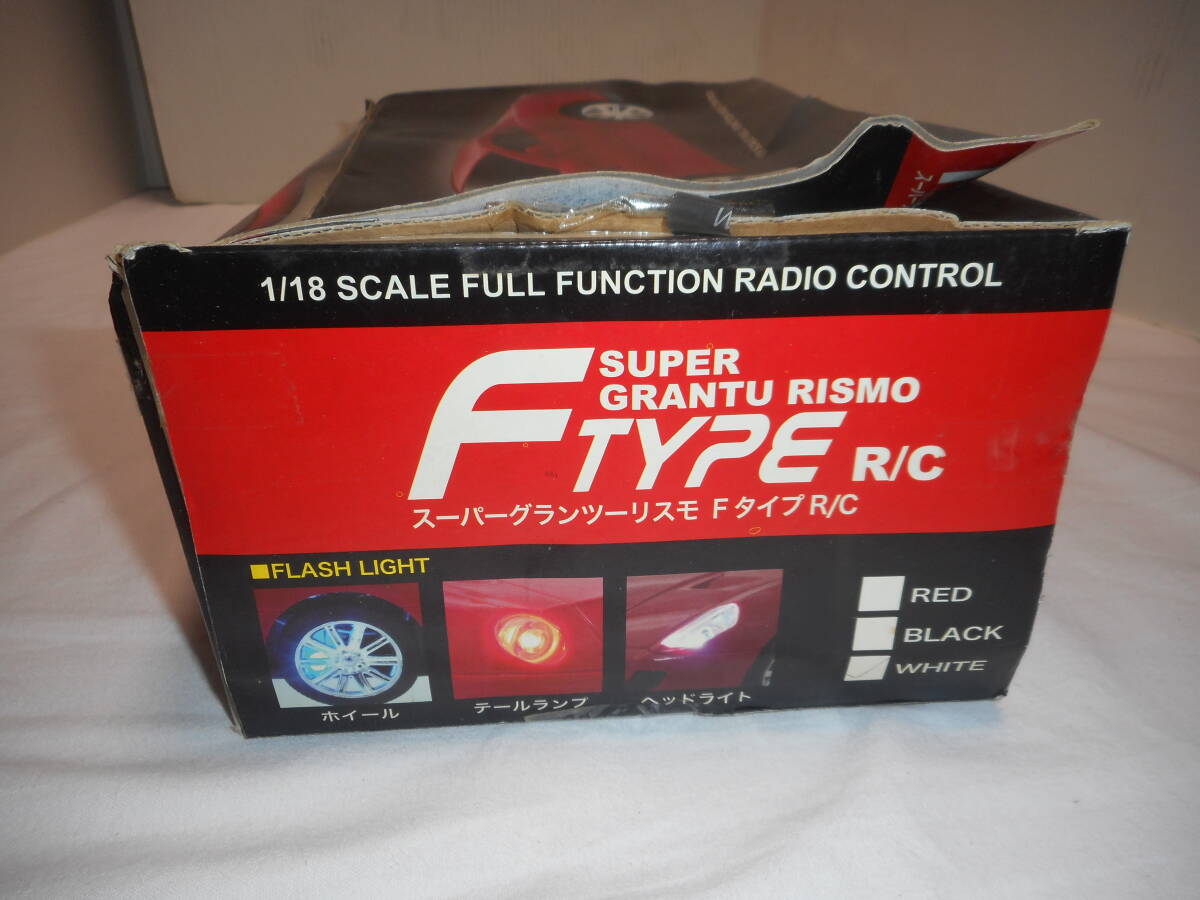 1/18 SCALE FULL FUNCTION RADIO CONTROL
SUPER
GRANTU RISMO
F TYPE R/C
スーパーグランツーリスモ FタイプR/C
■FLASH LIGHT
ホイール
テールランプ
ヘッドライト
RED
BLACK
WHITE